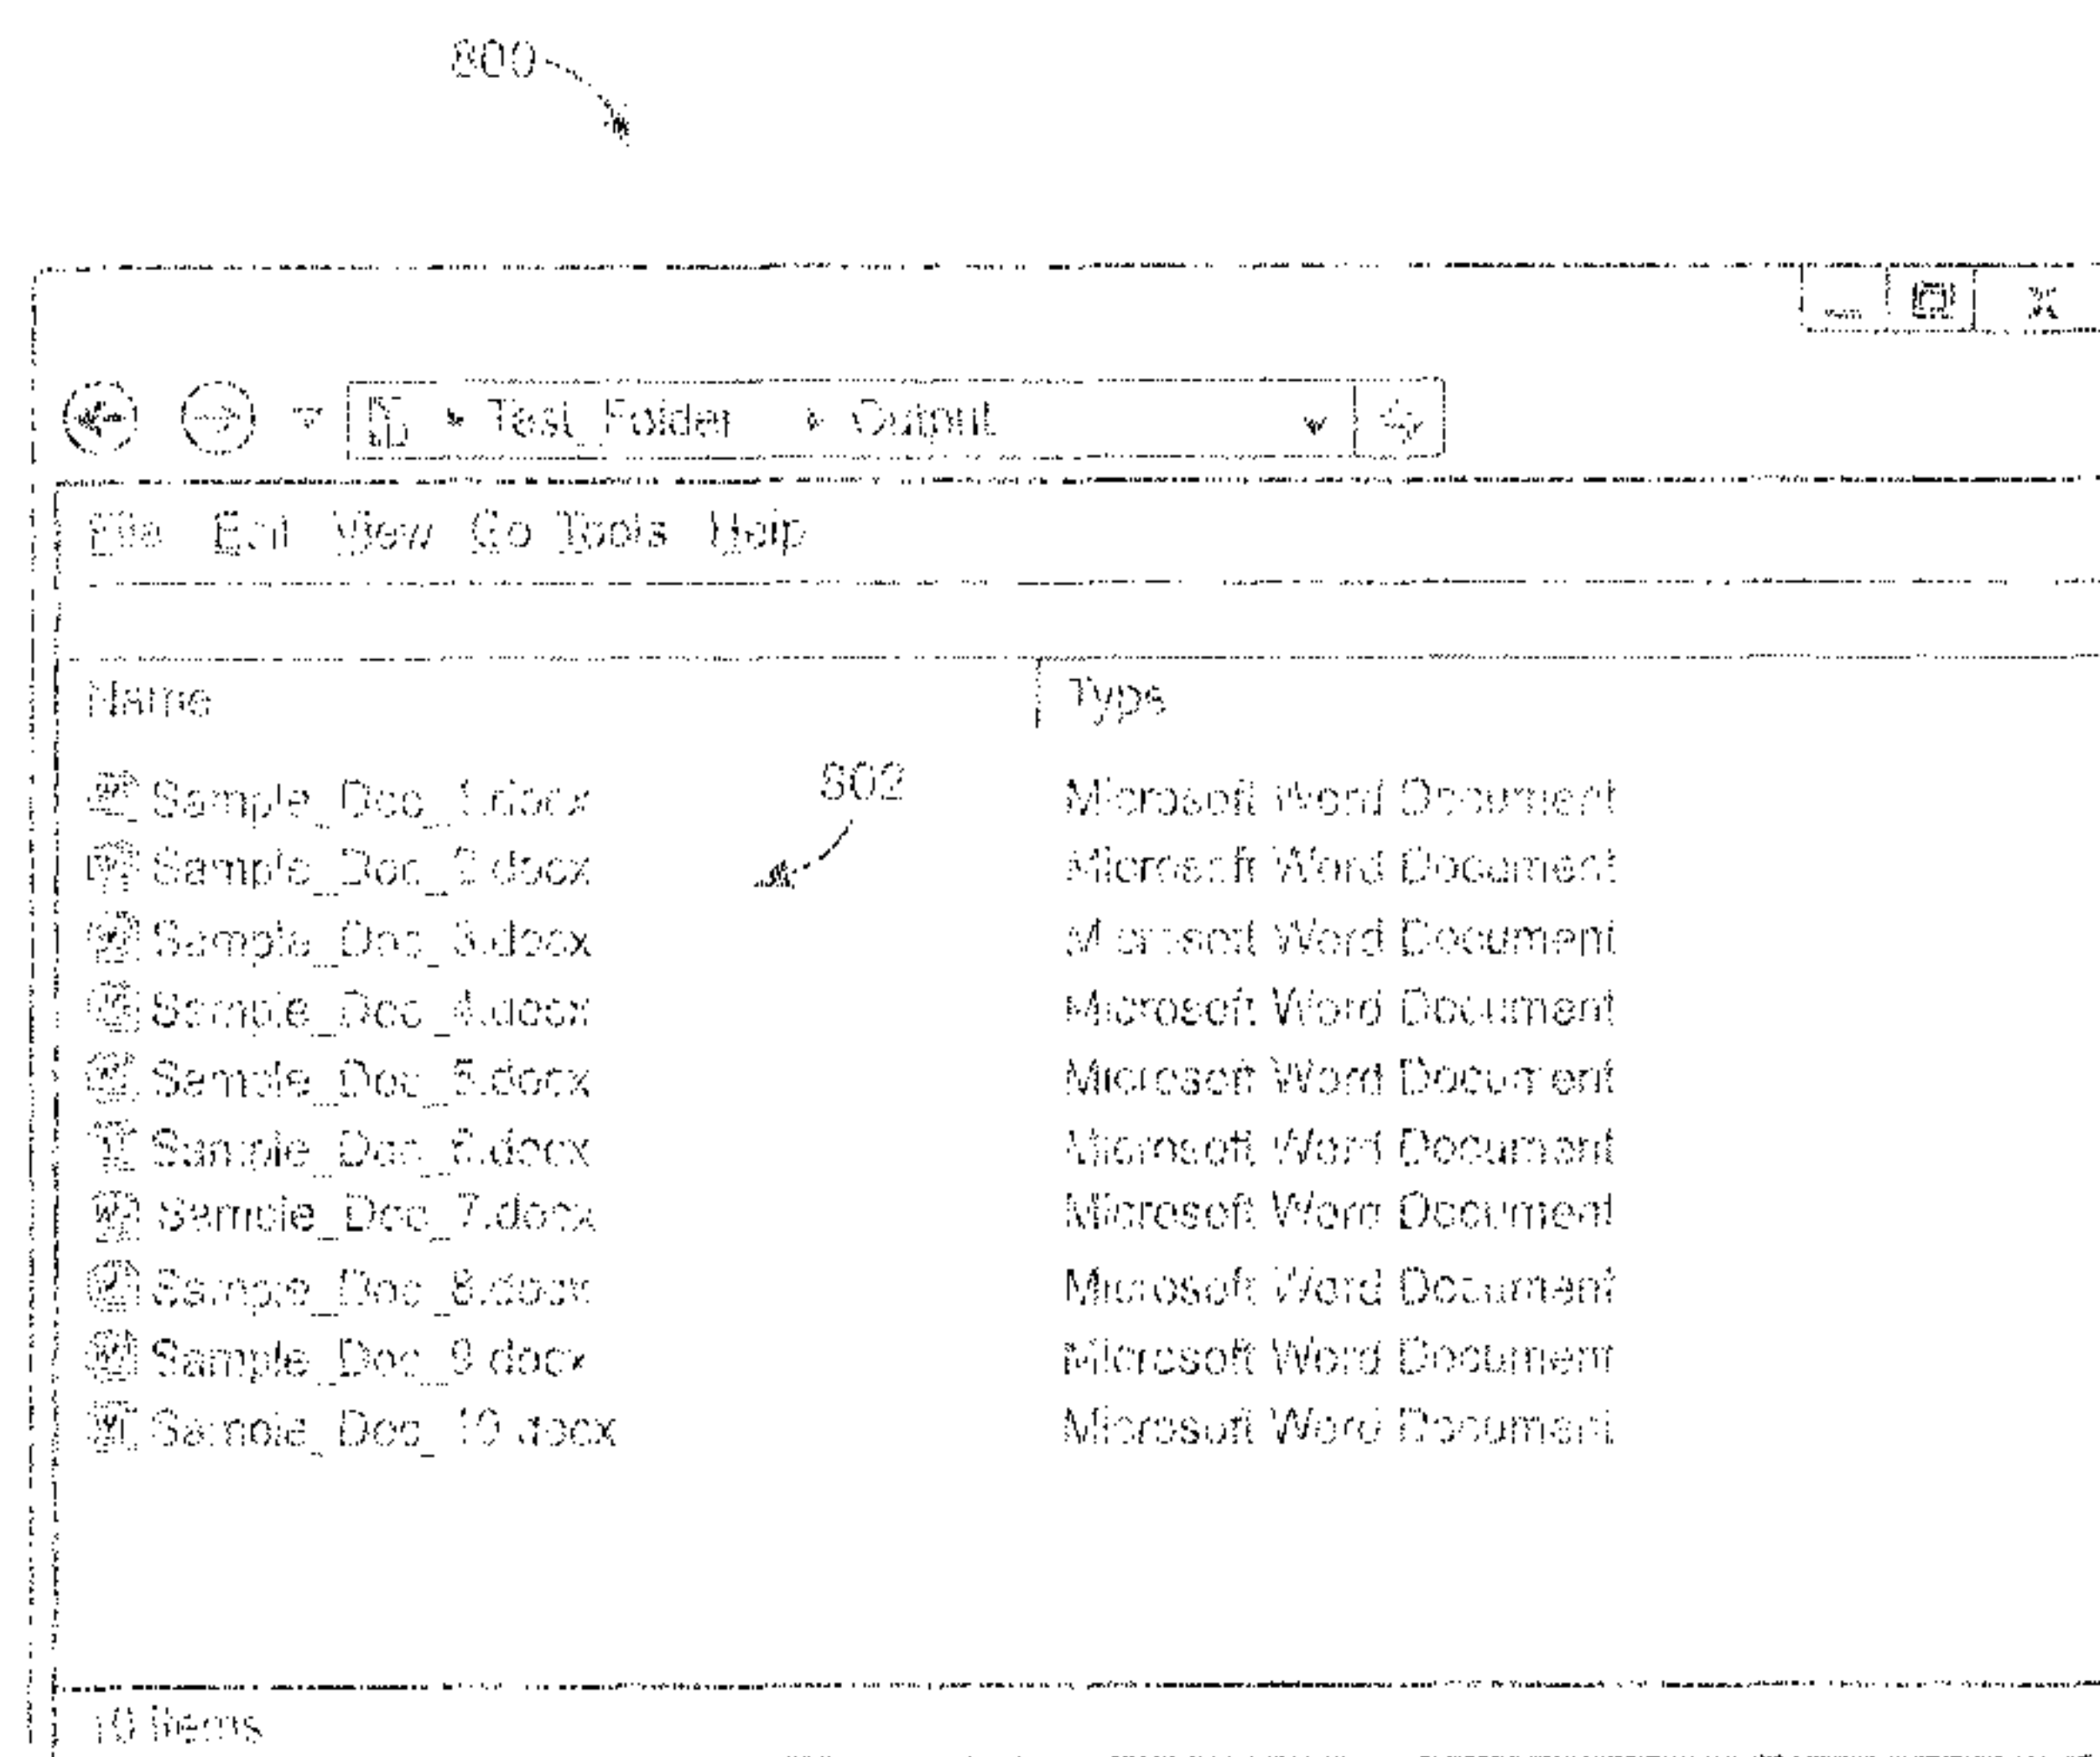 800
Test_Folder Output
File Edit View Go Tools Help
Name Type
Sample_Doc_1.docx Microsoft Word Document
802
Sample_Doc_2.docx Microsoft Word Document
Sample_Doc_3.docx Microsoft Word Document
Sample_Doc_4.docx Microsoft Word Document
Sample_Doc_5.docx Microsoft Word Document
Sample_Doc_6.docx Microsoft Word Document
Sample_Doc_7.docx Microsoft Word Document
Sample_Doc_8.docx Microsoft Word Document
Sample_Doc_9.docx Microsoft Word Document
Sample_Doc_10.docx Microsoft Word Document
10 items